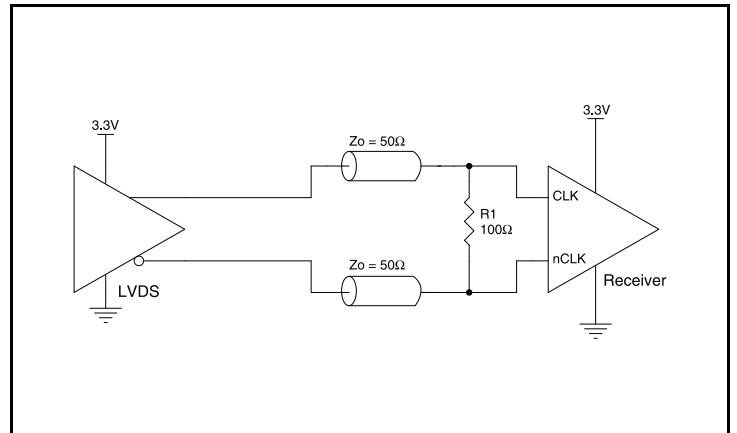 3.3V
3.3V
Zo = 50Ω
CLK
R1
100Ω
nCLK
Zo = 50Ω
LVDS
Receiver